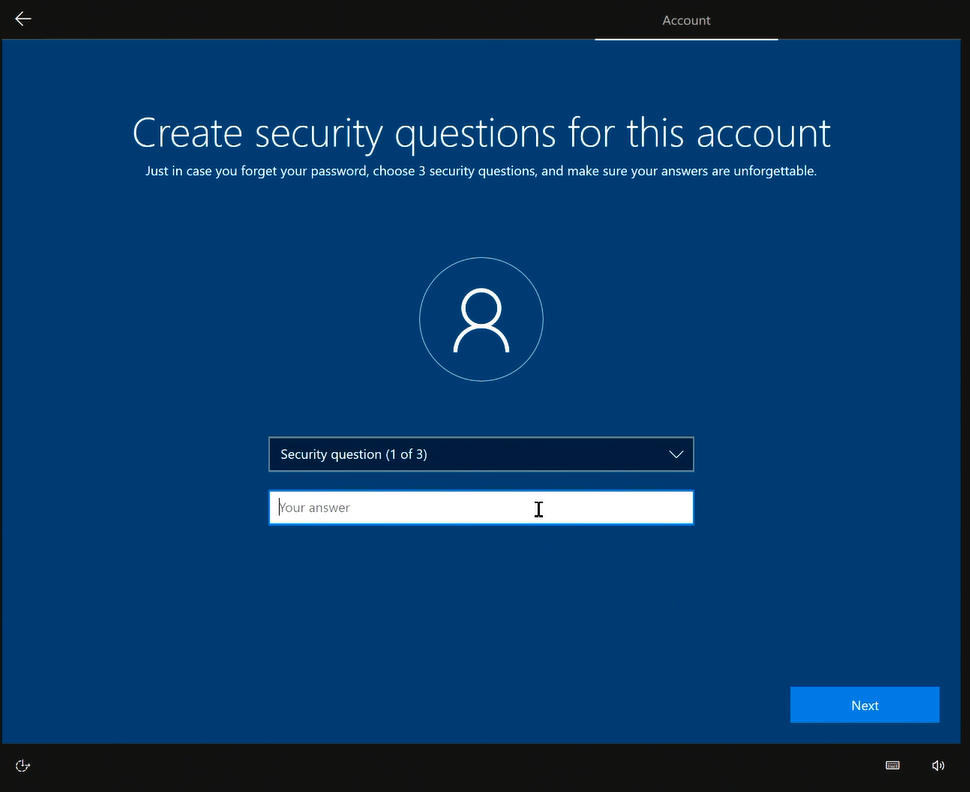 Account
Create security questions for this account
Just in case you forget your password, choose 3 security questions, and make sure your answers are unforgettable.
Security question (1 of 3)
Your answer
Next